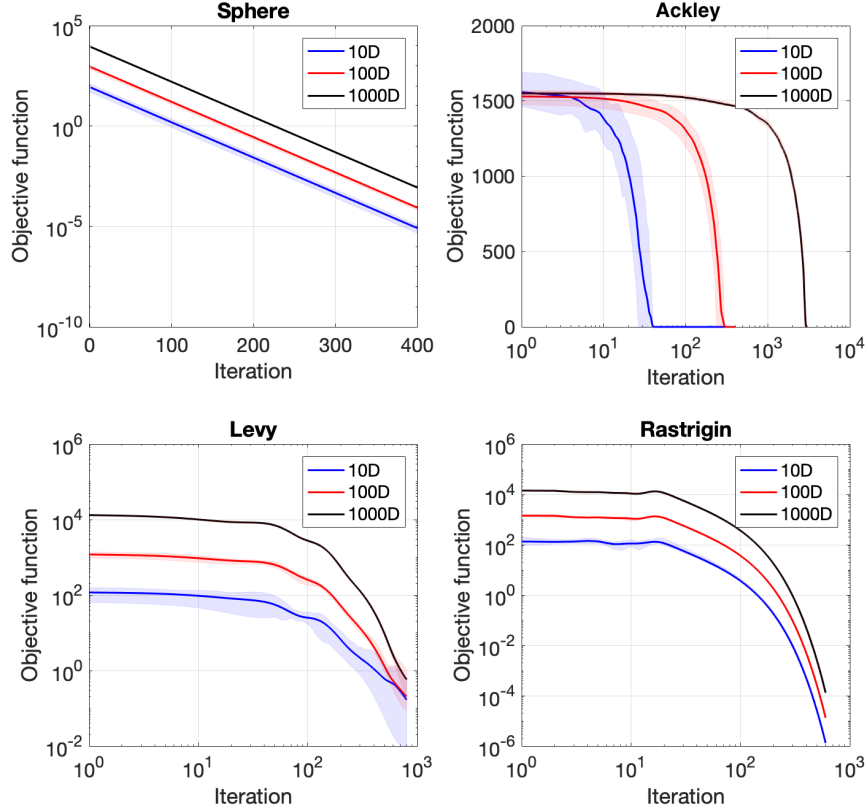 Sphere
10^5
10^0
10^-5
10^-10
Objective function
10D
100D
1000D
0 100 200 300 400
Iteration
Ackley
2000
1500
1000
500
0
Objective function
10D
100D
1000D
10^0 10^1 10^2 10^3 10^4
Iteration
Levy
10^6
10^4
10^2
10^0
10^-2
Objective function
10D
100D
1000D
10^0 10^1 10^2 10^3
Iteration
Rastrigin
10^6
10^4
10^2
10^0
10^-2
10^-4
10^-6
Objective function
10D
100D
1000D
10^0 10^1 10^2 10^3
Iteration